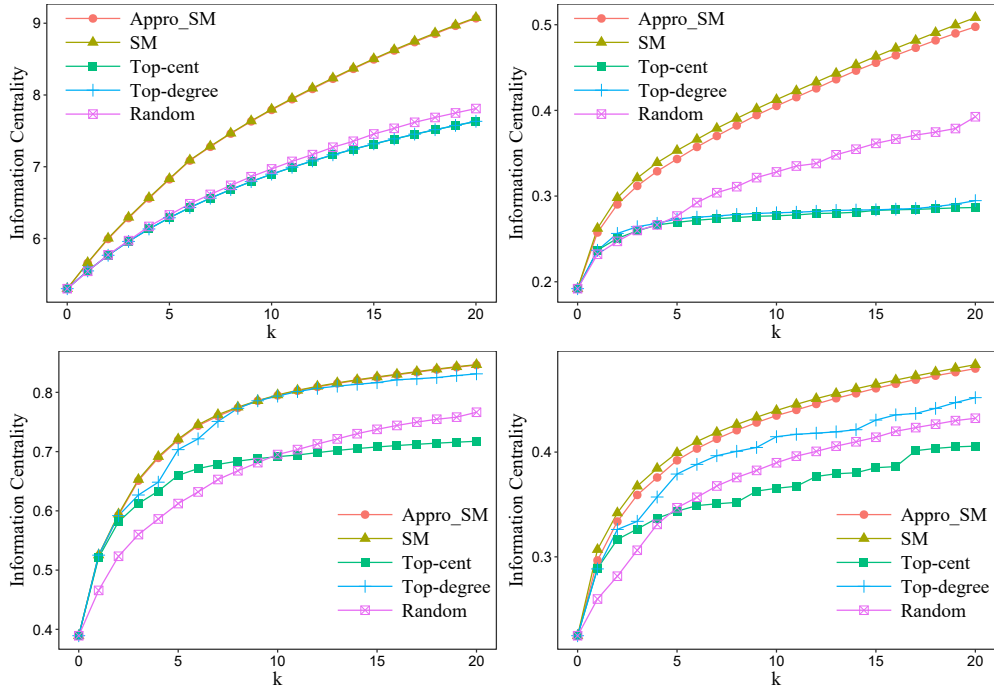 Information Centrality
9
8
7
6
Appro_SM
SM
Top-cent
Top-degree
Random
0 5 10 15 20
k
Information Centrality
0.5
0.4
0.3
0.2
Appro_SM
SM
Top-cent
Top-degree
Random
0 5 10 15 20
k
Information Centrality
0.8
0.7
0.6
0.5
0.4
Appro_SM
SM
Top-cent
Top-degree
Random
0 5 10 15 20
k
Information Centrality
0.4
0.3
Appro_SM
SM
Top-cent
Top-degree
Random
0 5 10 15 20
k